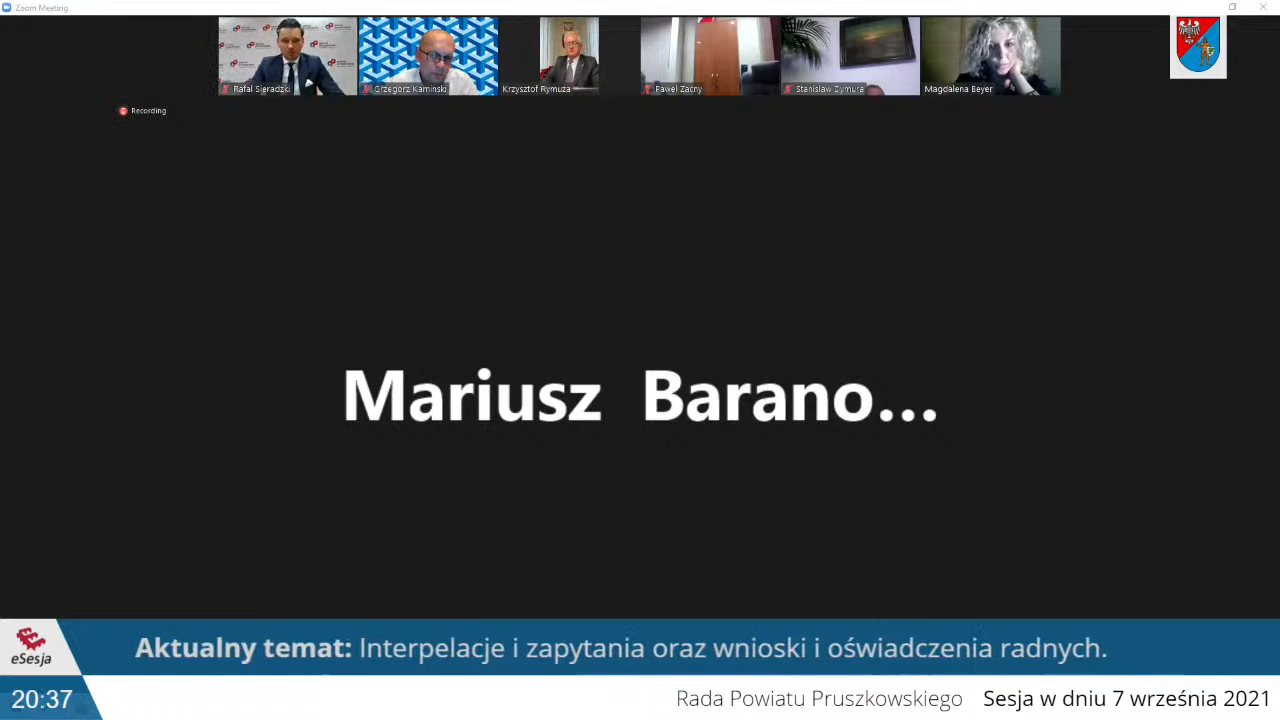 Zoom Meeting
Rafał Sieradzki
Grzegorz Kamiński
Krzysztof Rymuza
Paweł Zacny
Stanisław Dymura
Magdalena Beyer
Recording
Mariusz Barano...
eSesja
Aktualny temat: Interpelacje i zapytania oraz wnioski i oświadczenia radnych.
20:37
Rada Powiatu Pruszkowskiego Sesja w dniu 7 września 2021